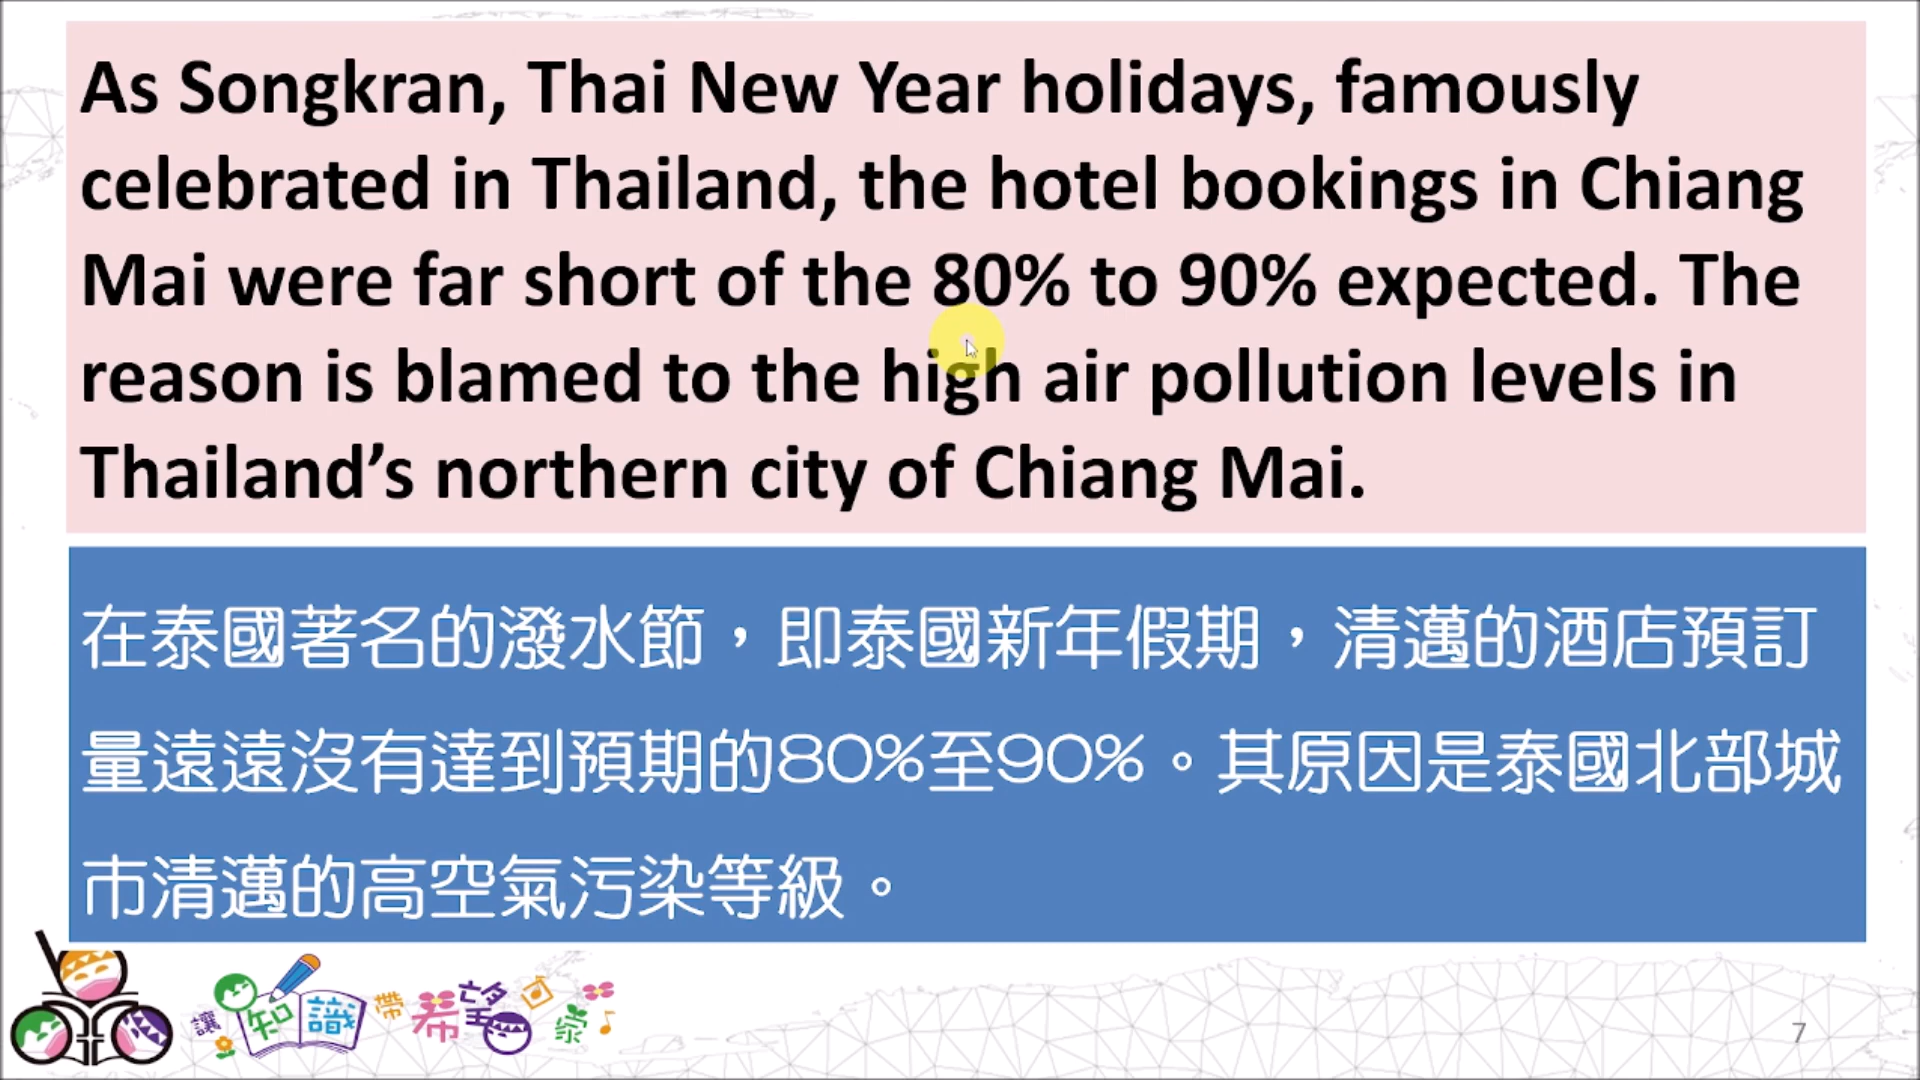 As Songkran, Thai New Year holidays, famously
celebrated in Thailand, the hotel bookings in Chiang
Mai were far short of the 80% to 90% expected. The
reason is blamed to the high air pollution levels in
Thailand’s northern city of Chiang Mai.
在泰國著名的潑水節，即泰國新年假期，清邁的酒店預訂
量遠遠沒有達到預期的80%至90%。其原因是泰國北部城
市清邁的高空氣污染等級。
讓知識帶希望回家
7